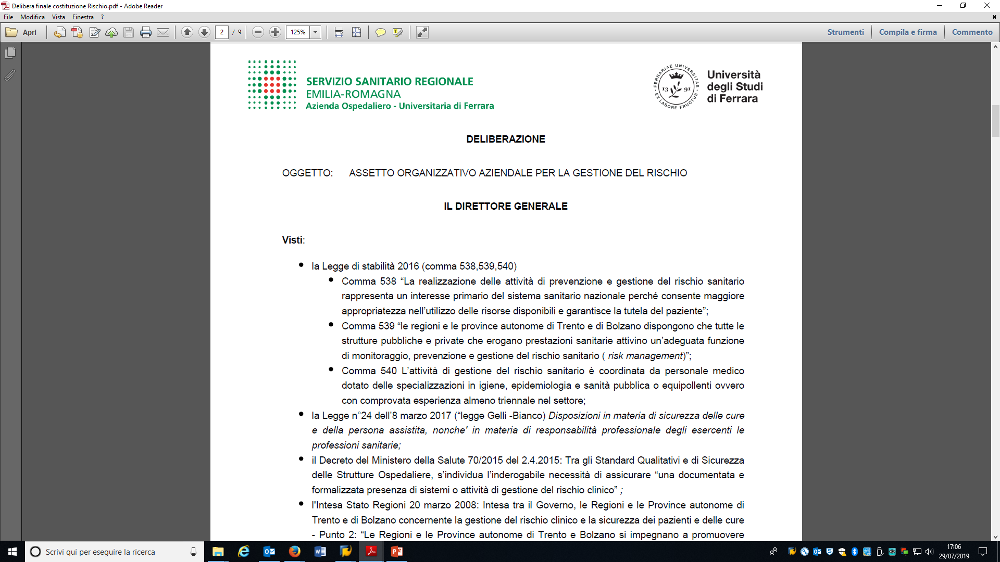 Delibera finale costituzione Rischio.pdf - Adobe Reader
File Modifica Vista Finestra ?
Apri 2 / 9 125% Strumenti Compila e firma Commento
SERVIZIO SANITARIO REGIONALE
EMILIA-ROMAGNA
Azienda Ospedaliero - Universitaria di Ferrara
FERRARIAE UNIVERSITAS
EX LABORE FRUCTUS
13 91
Università
degli Studi
di Ferrara
DELIBERAZIONE
OGGETTO: ASSETTO ORGANIZZATIVO AZIENDALE PER LA GESTIONE DEL RISCHIO
IL DIRETTORE GENERALE
Visti:
• la Legge di stabilità 2016 (comma 538,539,540)
• Comma 538 “La realizzazione delle attività di prevenzione e gestione del rischio sanitario
rappresenta un interesse primario del sistema sanitario nazionale perché consente maggiore
appropriatezza nell’utilizzo delle risorse disponibili e garantisce la tutela del paziente”;
• Comma 539 “le regioni e le province autonome di Trento e di Bolzano dispongono che tutte le
strutture pubbliche e private che erogano prestazioni sanitarie attivino un’adeguata funzione
di monitoraggio, prevenzione e gestione del rischio sanitario ( risk management)”;
• Comma 540 L’attività di gestione del rischio sanitario è coordinata da personale medico
dotato delle specializzazioni in igiene, epidemiologia e sanità pubblica o equipollenti ovvero
con comprovata esperienza almeno triennale nel settore;
• la Legge n°24 dell’8 marzo 2017 (“legge Gelli -Bianco) Disposizioni in materia di sicurezza delle cure
e della persona assistita, nonche' in materia di responsabilità professionale degli esercenti le
professioni sanitarie;
• il Decreto del Ministero della Salute 70/2015 del 2.4.2015: Tra gli Standard Qualitativi e di Sicurezza
delle Strutture Ospedaliere, s’individua l’inderogabile necessità di assicurare “una documentata e
formalizzata presenza di sistemi o attività di gestione del rischio clinico” ;
• l'Intesa Stato Regioni 20 marzo 2008: Intesa tra il Governo, le Regioni e le Province autonome di
Trento e di Bolzano concernente la gestione del rischio clinico e la sicurezza dei pazienti e delle cure
- Punto 2: “Le Regioni e le Province autonome di Trento e Bolzano si impegnano a promuovere
Scrivi qui per eseguire la ricerca
17:06
29/07/2019